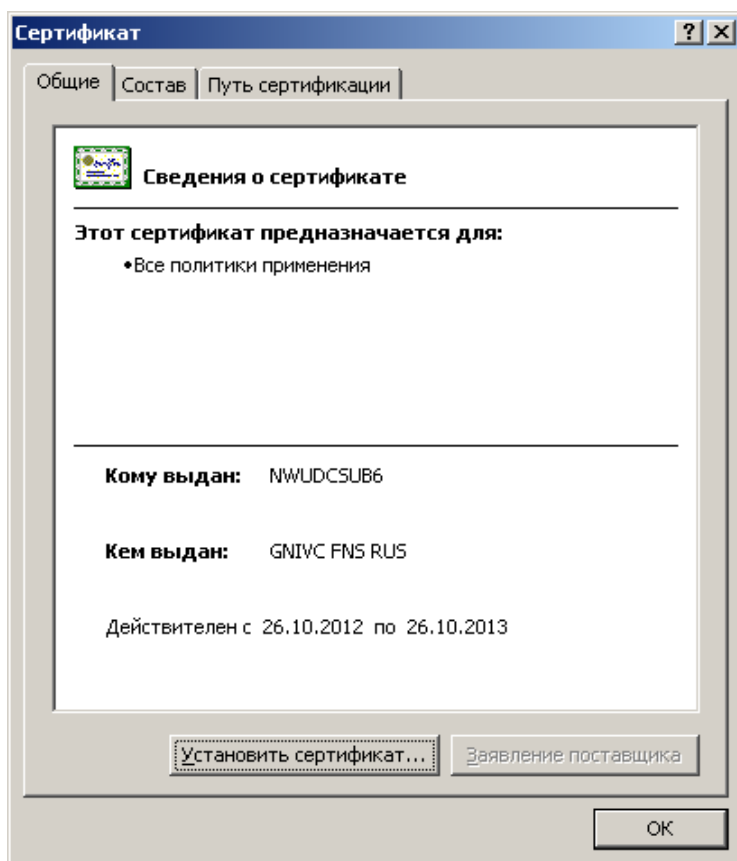 Сертификат
Общие Состав Путь сертификации
Сведения о сертификате
Этот сертификат предназначается для:
•Все политики применения
Кому выдан: NWUDCSUB6
Кем выдан: GNIVC FNS RUS
Действителен с 26.10.2012 по 26.10.2013
Установить сертификат... Заявление поставщика
ОК